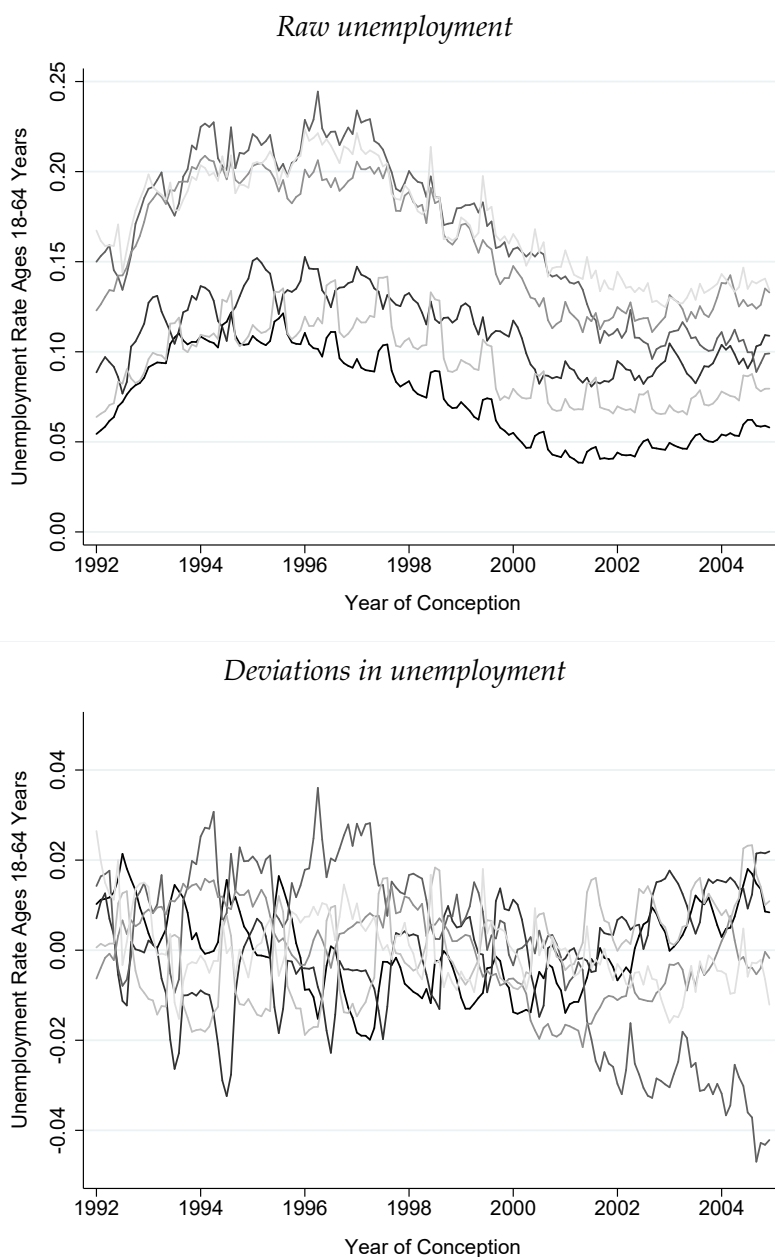 Raw unemployment
Unemployment Rate Ages 18-64 Years
0.25
0.20
0.15
0.10
0.05
0.00
1992 1994 1996 1998 2000 2002 2004
Year of Conception
Deviations in unemployment
Unemployment Rate Ages 18-64 Years
0.04
0.02
0.00
-0.02
-0.04
1992 1994 1996 1998 2000 2002 2004
Year of Conception